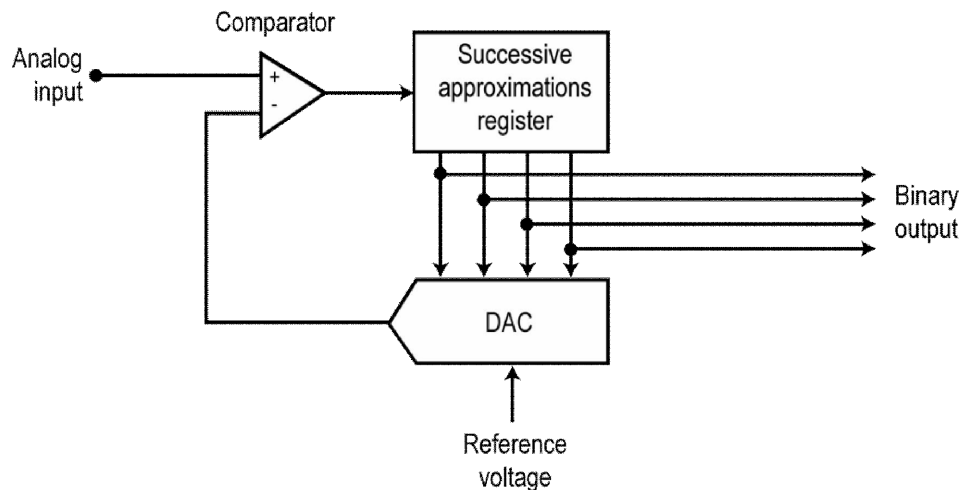 Comparator
Analog
input
+
-
Successive
approximations
register
Binary
output
DAC
Reference
voltage